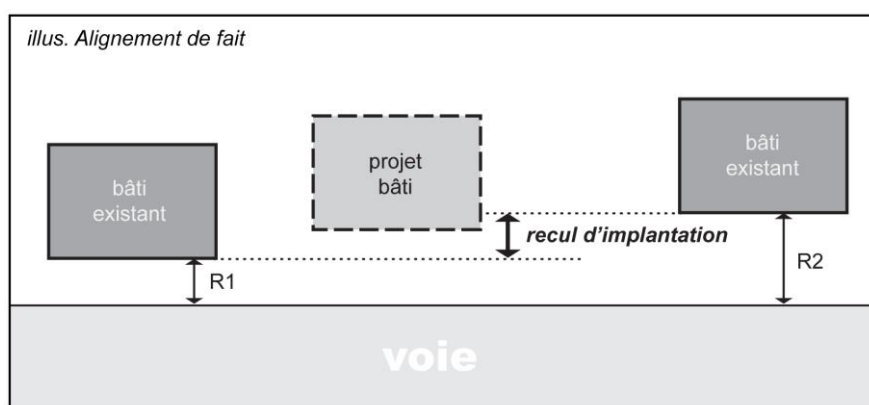 illus. Alignement de fait
bâti
existant
projet
bâti
bâti
existant
recul d'implantation
R1
R2
voie